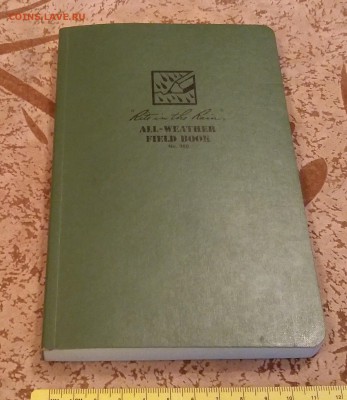 COINS.LAVE.RU
"Rite in the Rain"
ALL-WEATHER
FIELD BOOK